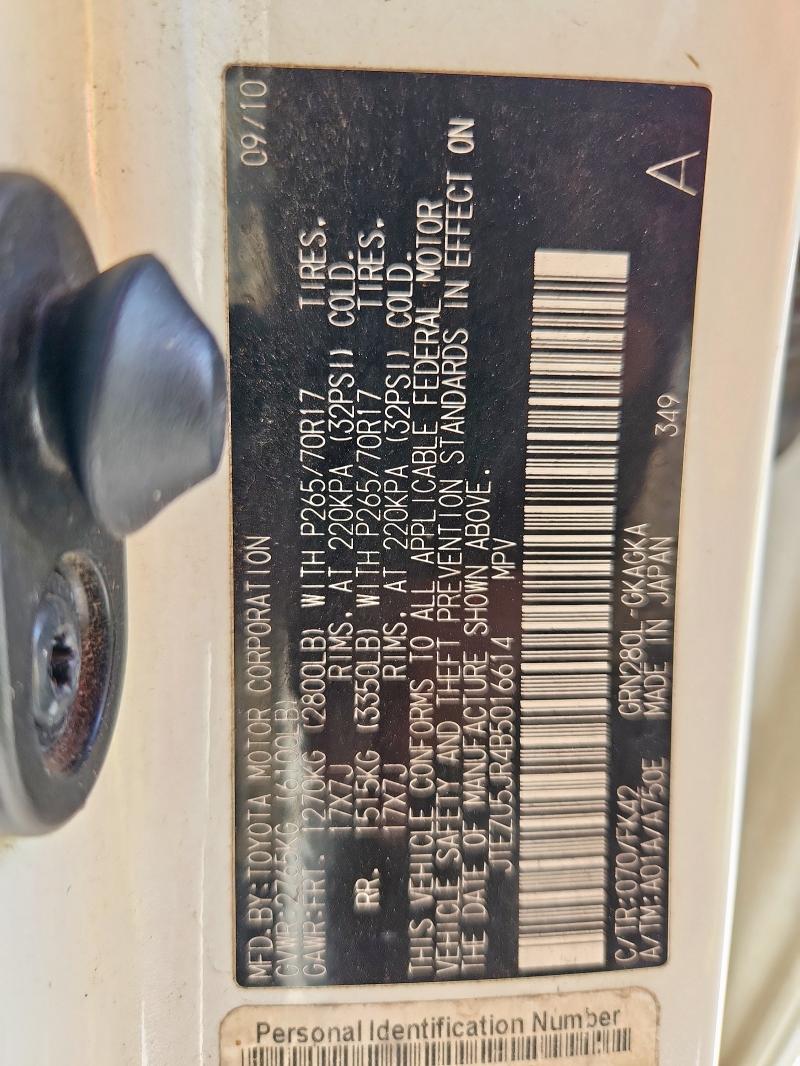 MFD. BY: TOYOTA MOTOR CORPORATION 09/10
GVWR: 2765KG (6100LB)
GAWR: FRT. 1270KG (2800LB) WITH P265/70R17 TIRES.
17X7J RIMS, AT 220KPA (32PSI) COLD.
RR. 1515KG (3350LB) WITH P265/70R17 TIRES.
17X7J RIMS, AT 220KPA (32PSI) COLD.
THIS VEHICLE CONFORMS TO ALL APPLICABLE FEDERAL MOTOR
VEHICLE SAFETY AND THEFT PREVENTION STANDARDS IN EFFECT ON
THE DATE OF MANUFACTURE SHOWN ABOVE.
JTEZU5JR4B5016614 MPV
C/TR: 070/FK42 GRN280L-GKAGKA
A/TM: A01A/A750E MADE IN JAPAN 349 A
Personal Identification Number